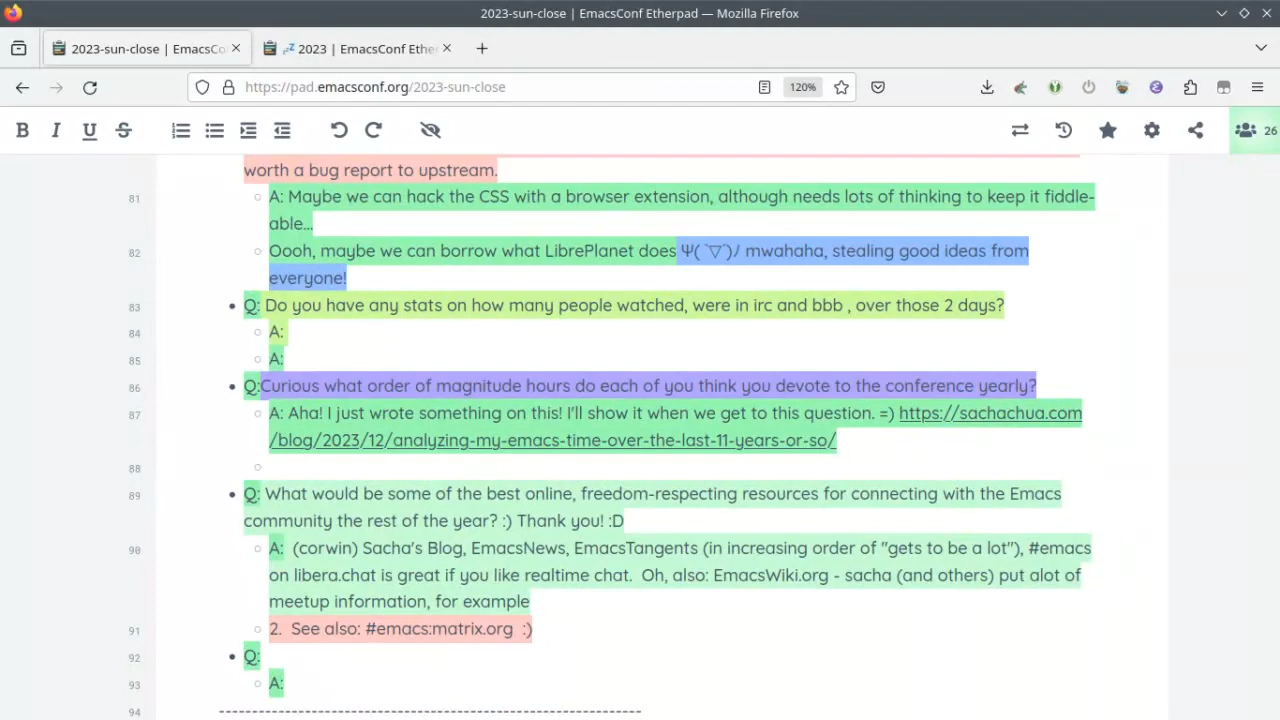 2023-sun-close | EmacsConf Etherpad — Mozilla Firefox
2023-sun-close | EmacsCo
💤 2023 | EmacsConf Ether
https://pad.emacsconf.org/2023-sun-close
120%
B I U S
26
worth a bug report to upstream.
81 A: Maybe we can hack the CSS with a browser extension, although needs lots of thinking to keep it fiddle-
able...
82 Oooh, maybe we can borrow what LibrePlanet does Ψ( ˋ▽ˊ)ﾉ mwahaha, stealing good ideas from
everyone!
83 Q: Do you have any stats on how many people watched, were in irc and bbb , over those 2 days?
84 A:
85 A:
86 Q:Curious what order of magnitude hours do each of you think you devote to the conference yearly?
87 A: Aha! I just wrote something on this! I'll show it when we get to this question. =) https://sachachua.com
/blog/2023/12/analyzing-my-emacs-time-over-the-last-11-years-or-so/
88
89 Q: What would be some of the best online, freedom-respecting resources for connecting with the Emacs
community the rest of the year? :) Thank you! :D
90 A:  (corwin) Sacha's Blog, EmacsNews, EmacsTangents (in increasing order of "gets to be a lot"), #emacs
on libera.chat is great if you like realtime chat.  Oh, also: EmacsWiki.org - sacha (and others) put alot of
meetup information, for example
91 2.  See also: #emacs:matrix.org  :)
92 Q:
93 A:
94 ----------------------------------------------------------------